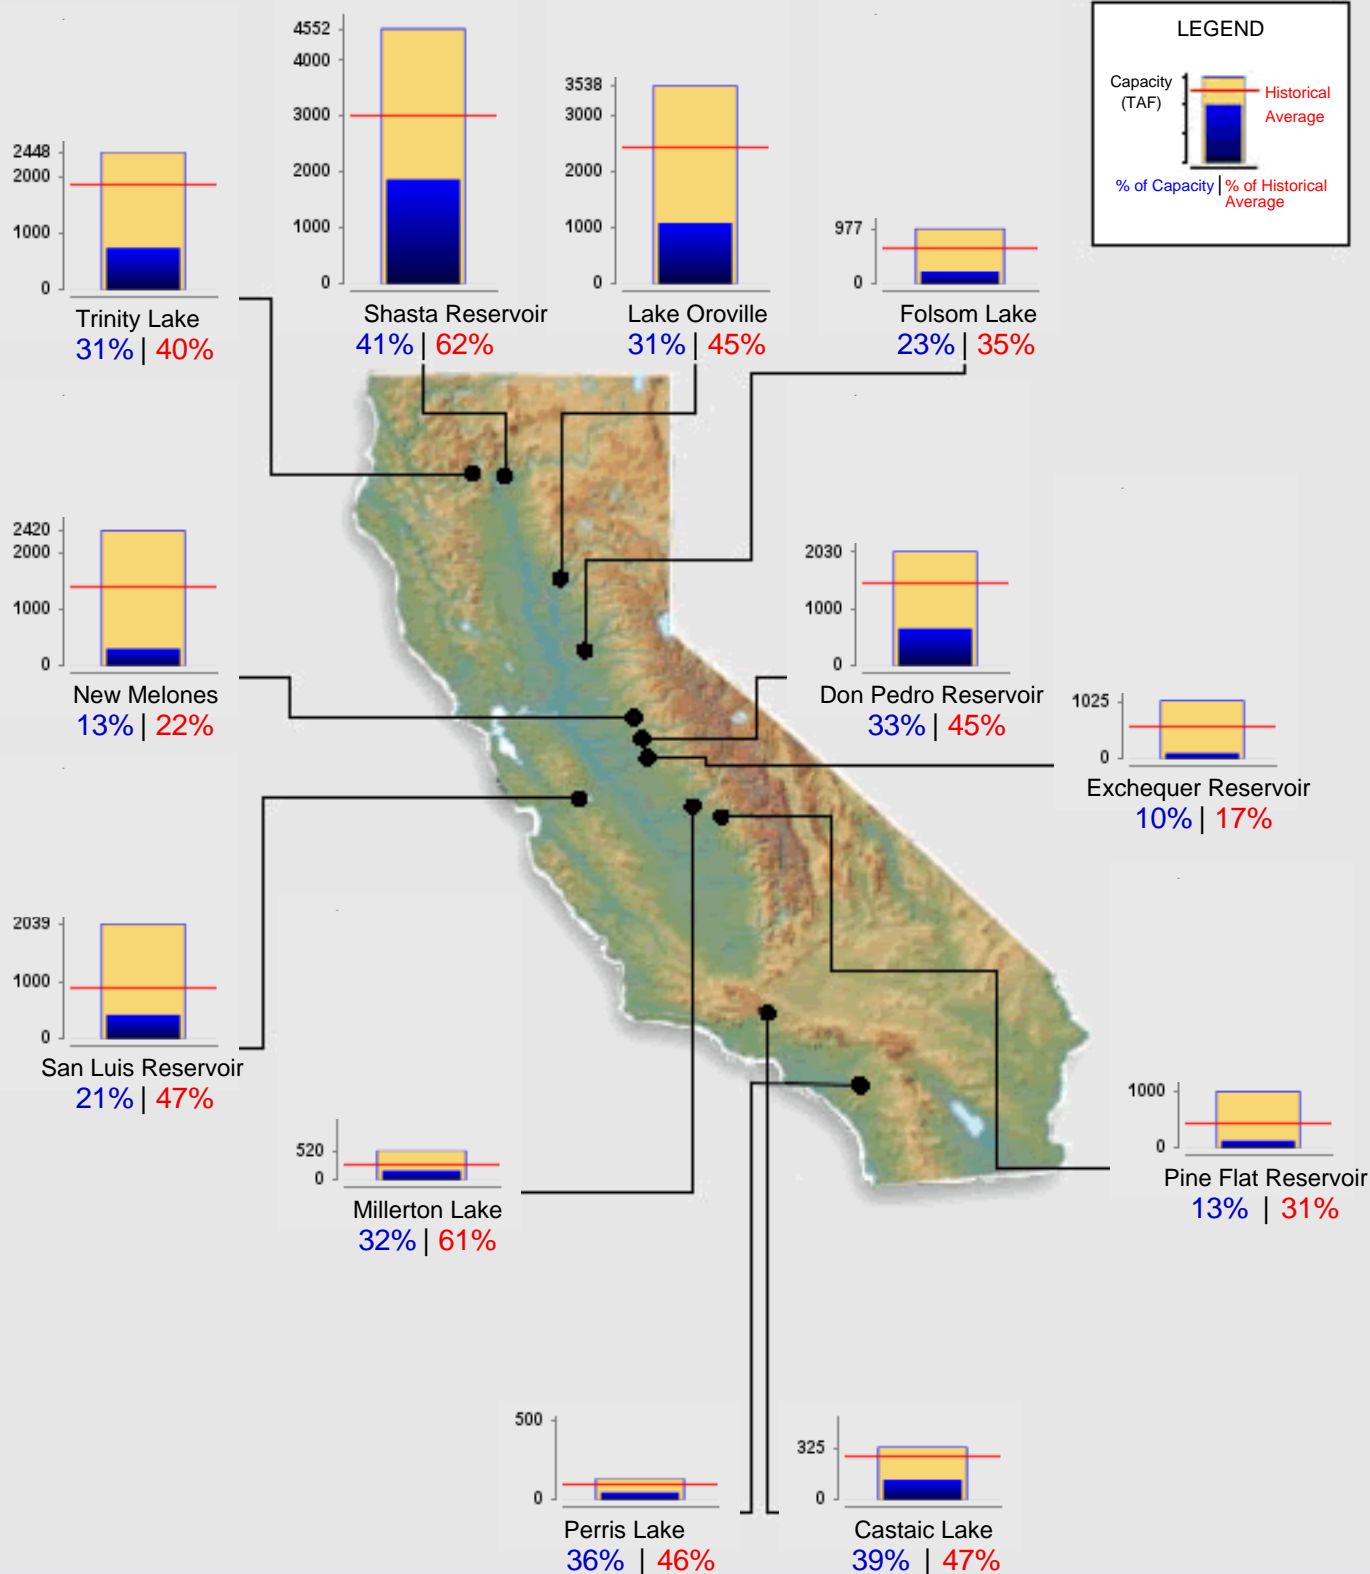 LEGEND
Capacity
(TAF)
Historical
Average
% of Capacity | % of Historical
Average
2448
2000
1000
0
Trinity Lake
31% | 40%
4552
4000
3000
2000
1000
0
Shasta Reservoir
41% | 62%
3538
3000
2000
1000
0
Lake Oroville
31% | 45%
977
0
Folsom Lake
23% | 35%
2420
2000
1000
0
New Melones
13% | 22%
2030
1000
0
Don Pedro Reservoir
33% | 45%
1025
0
Exchequer Reservoir
10% | 17%
2039
1000
0
San Luis Reservoir
21% | 47%
520
0
Millerton Lake
32% | 61%
1000
0
Pine Flat Reservoir
13% | 31%
500
0
Perris Lake
36% | 46%
325
0
Castaic Lake
39% | 47%